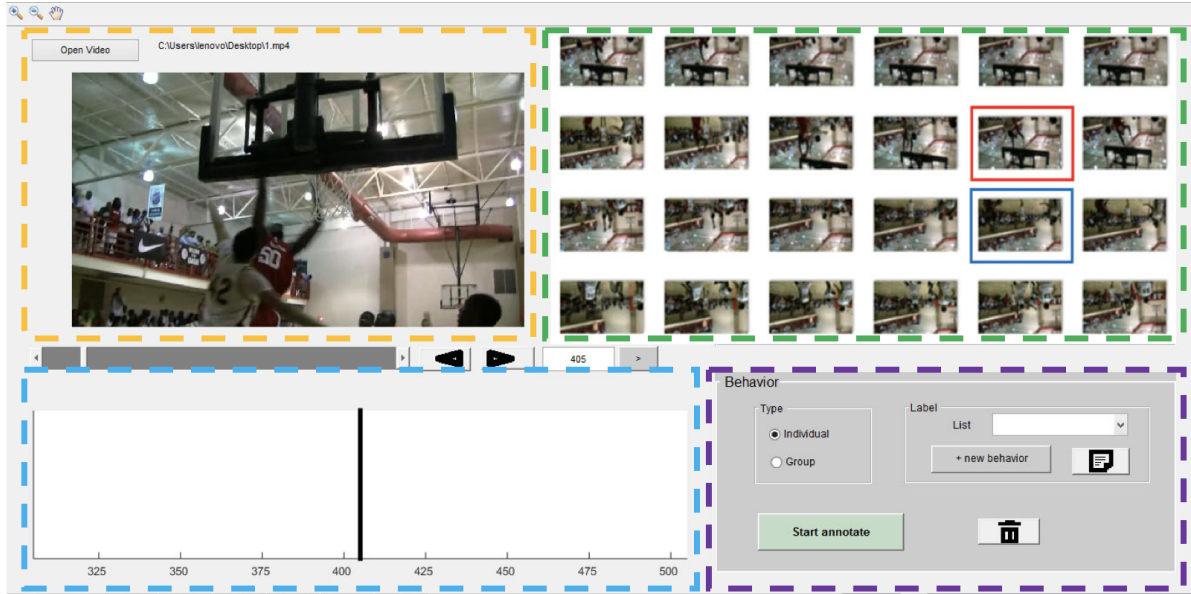 Open Video
C:\Users\lenovo\Desktop\1.mp4
50
405
>
Behavior
Type
Individual
Group
Label
List
+ new behavior
Start annotate
325 350 375 400 425 450 475 500